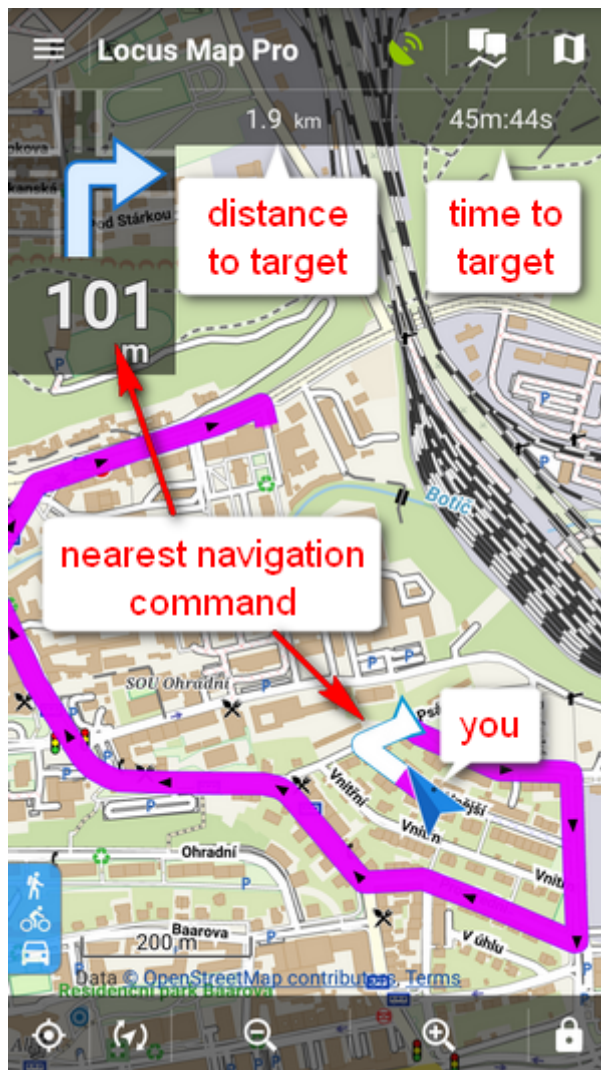 Locus Map Pro
1.9 km
45m:44s
distance
to target
time to
target
Pod Stárkou
101
m
P
P
Botič
nearest navigation
command
SOU Ohradní
P
P
you
Vnitřní
Ohradní
P
V úhlu
Baarova
200 m
Data © OpenStreetMap contributors, Terms
Residenční park Baarova